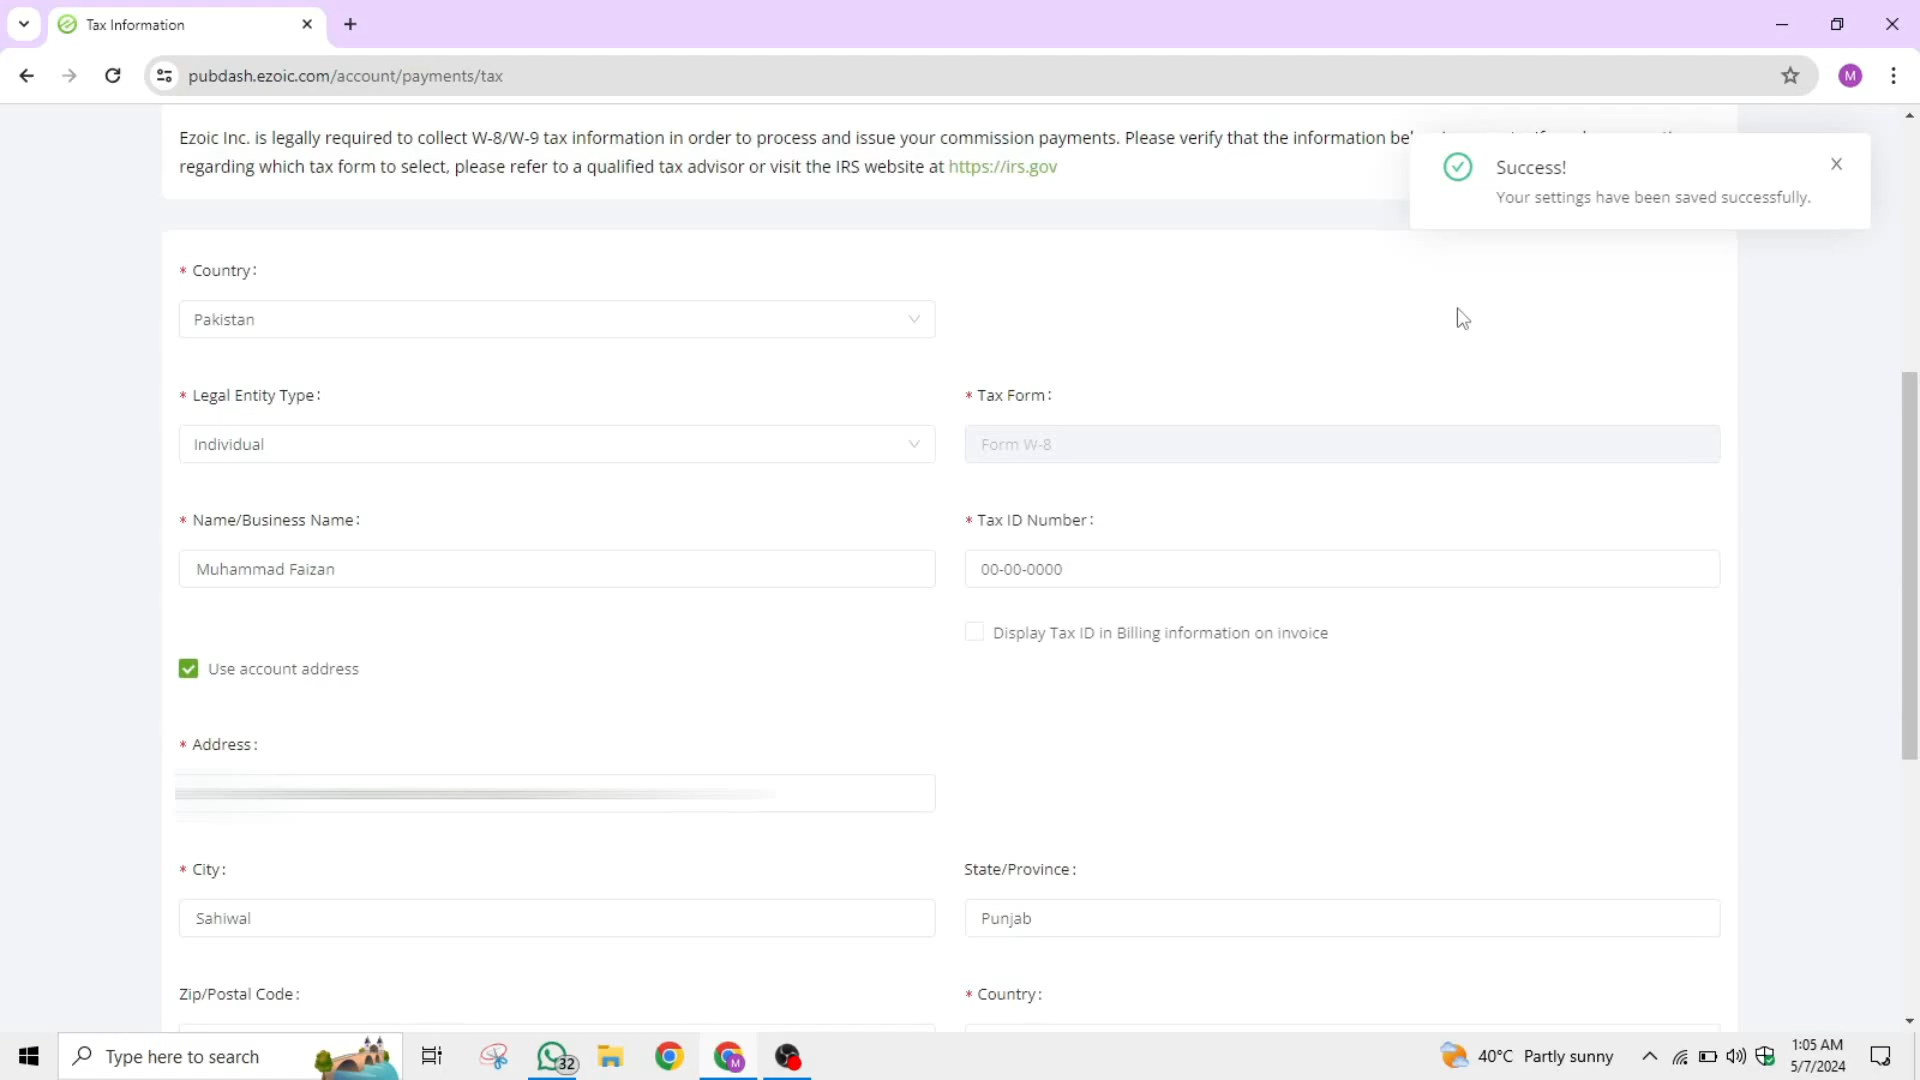 Tax Information
pubdash.ezoic.com/account/payments/tax
M
Ezoic Inc. is legally required to collect W-8/W-9 tax information in order to process and issue your commission payments. Please verify that the information
regarding which tax form to select, please refer to a qualified tax advisor or visit the IRS website at https://irs.gov
Success!
Your settings have been saved successfully.
* Country:
Pakistan
* Legal Entity Type:
* Tax Form:
Individual
Form W-8
* Name/Business Name:
* Tax ID Number:
Muhammad Faizan
00-00-0000
Display Tax ID in Billing information on invoice
Use account address
* Address:
* City:
State/Province:
Sahiwal
Punjab
Zip/Postal Code:
* Country:
Type here to search
32
M
40°C Partly sunny
1:05 AM
5/7/2024